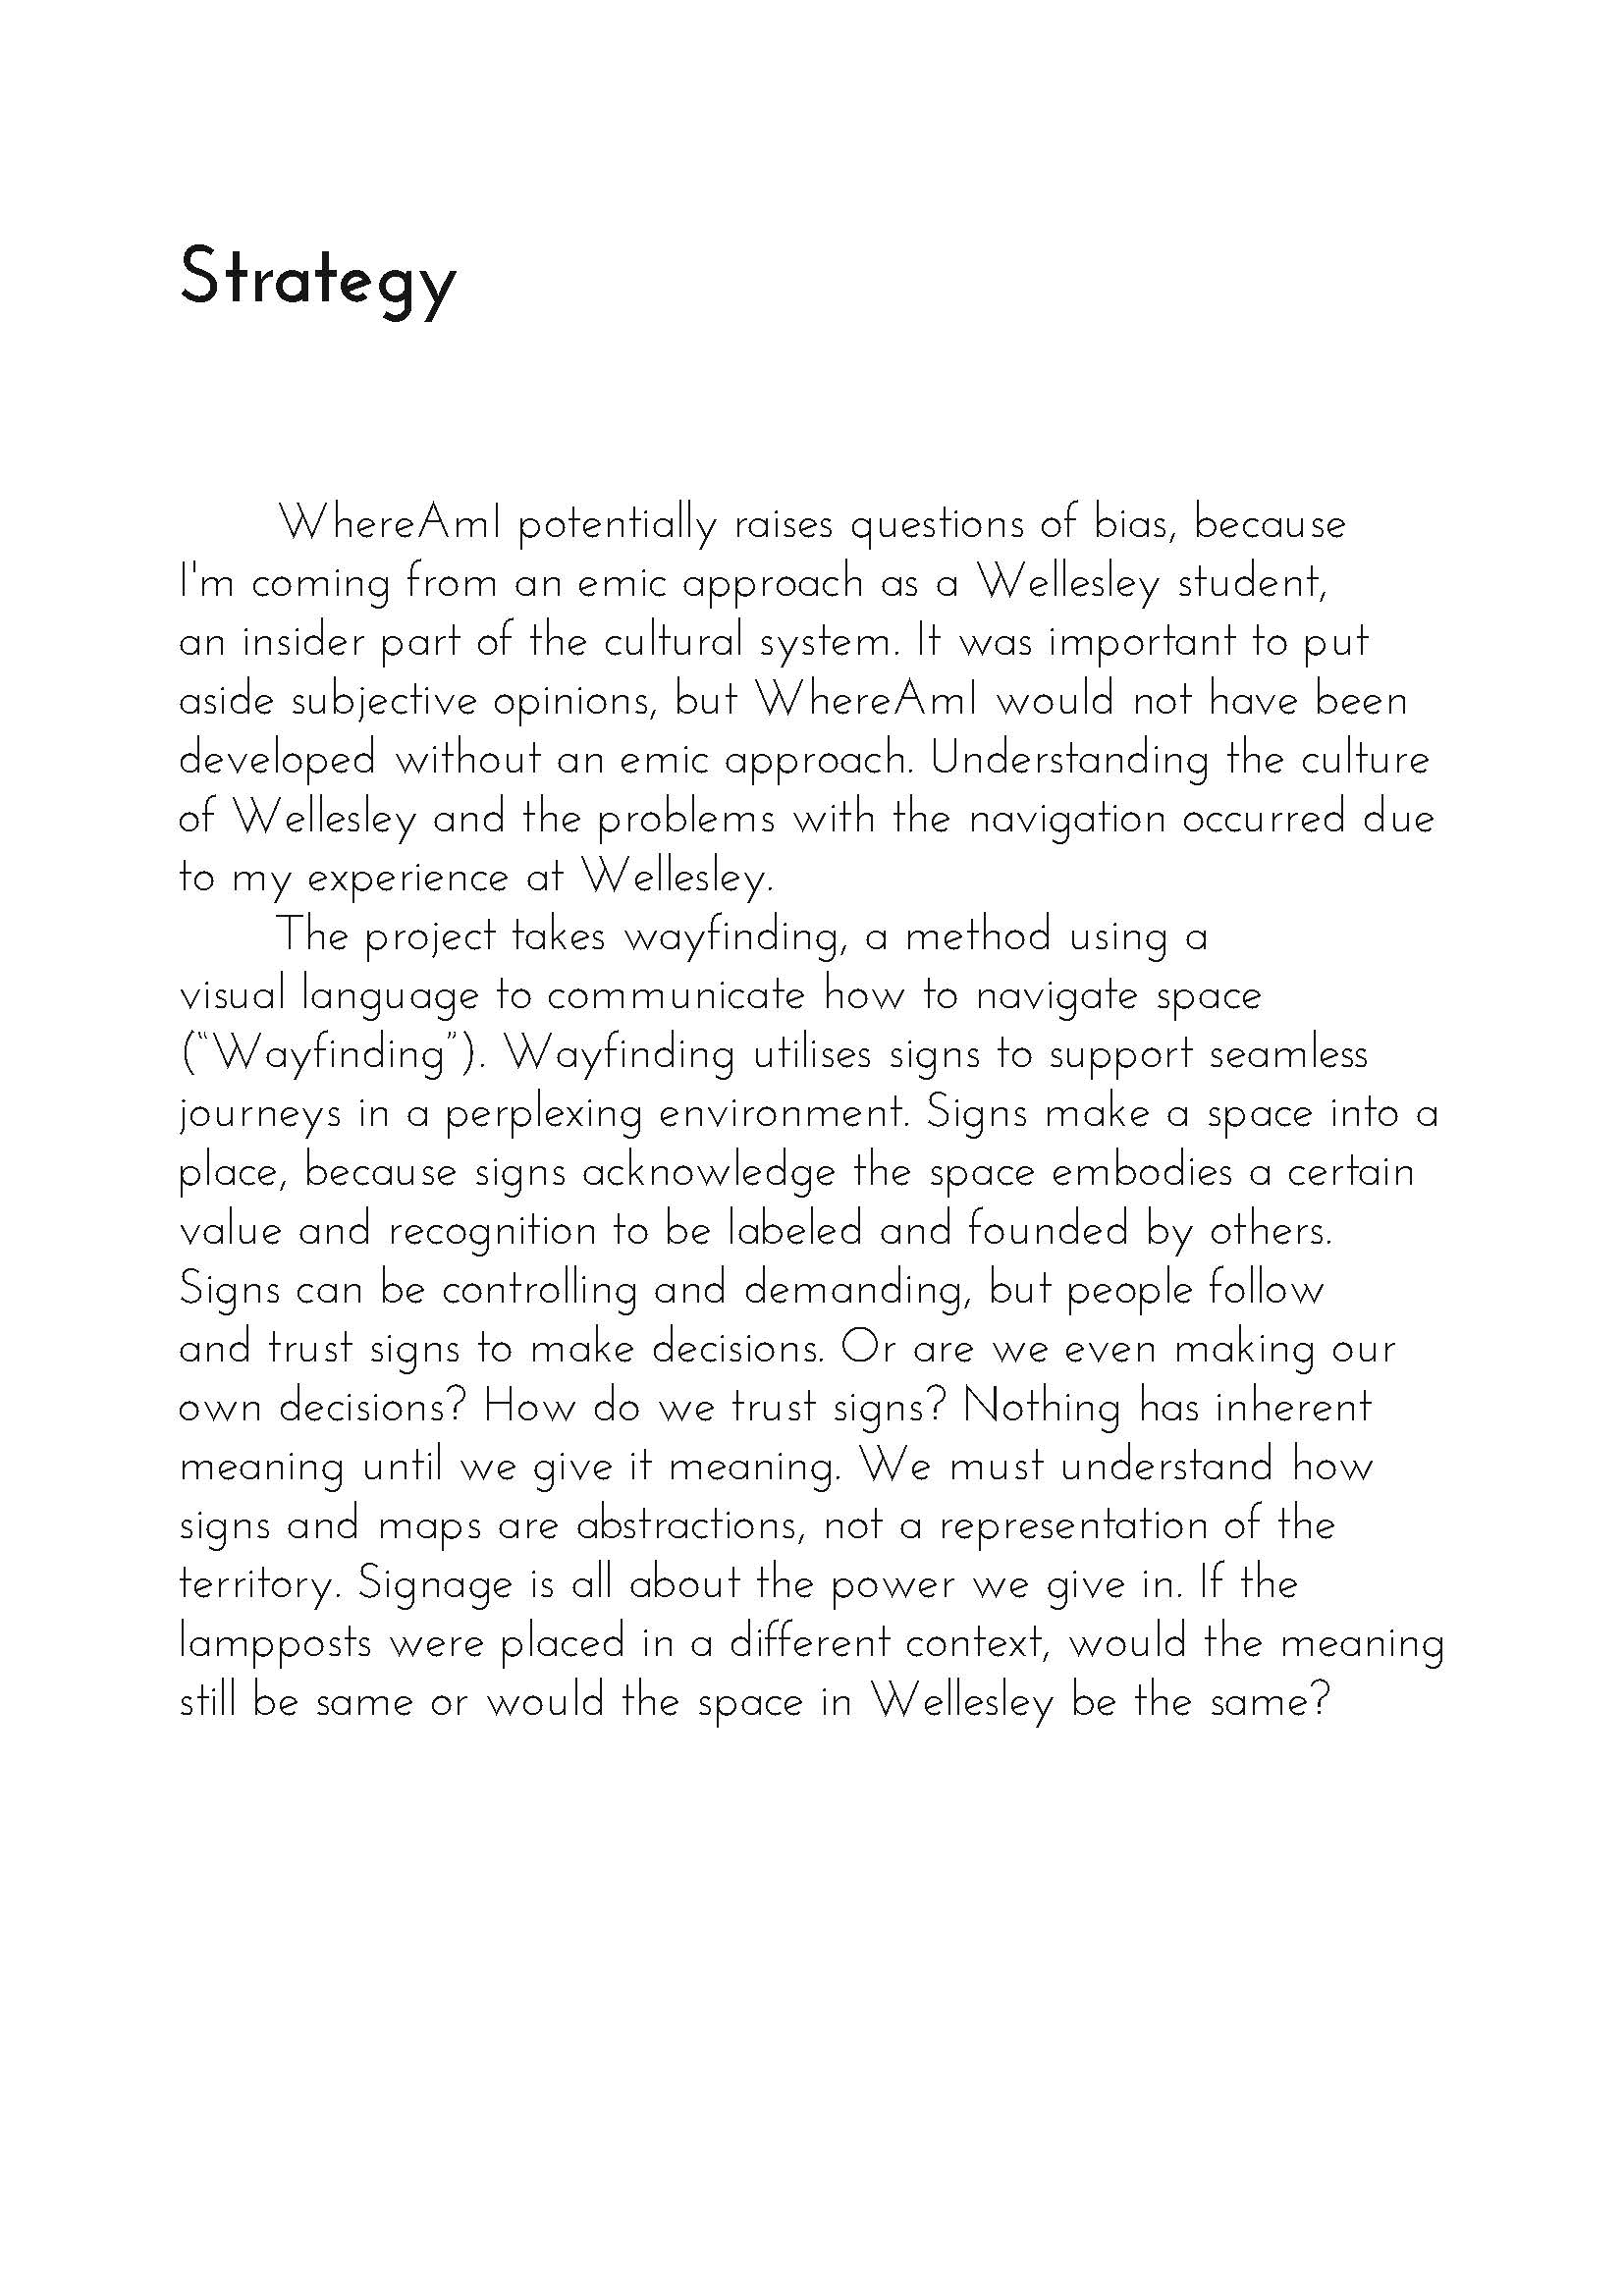 Strategy
WhereAmI potentially raises questions of bias, because
I'm coming from an emic approach as a Wellesley student,
an insider part of the cultural system. It was important to put
aside subjective opinions, but WhereAmI would not have been
developed without an emic approach. Understanding the culture
of Wellesley and the problems with the navigation occurred due
to my experience at Wellesley.
The project takes wayfinding, a method using a
visual language to communicate how to navigate space
(“Wayfinding”). Wayfinding utilises signs to support seamless
journeys in a perplexing environment. Signs make a space into a
place, because signs acknowledge the space embodies a certain
value and recognition to be labeled and founded by others.
Signs can be controlling and demanding, but people follow
and trust signs to make decisions. Or are we even making our
own decisions? How do we trust signs? Nothing has inherent
meaning until we give it meaning. We must understand how
signs and maps are abstractions, not a representation of the
territory. Signage is all about the power we give in. If the
lampposts were placed in a different context, would the meaning
still be same or would the space in Wellesley be the same?